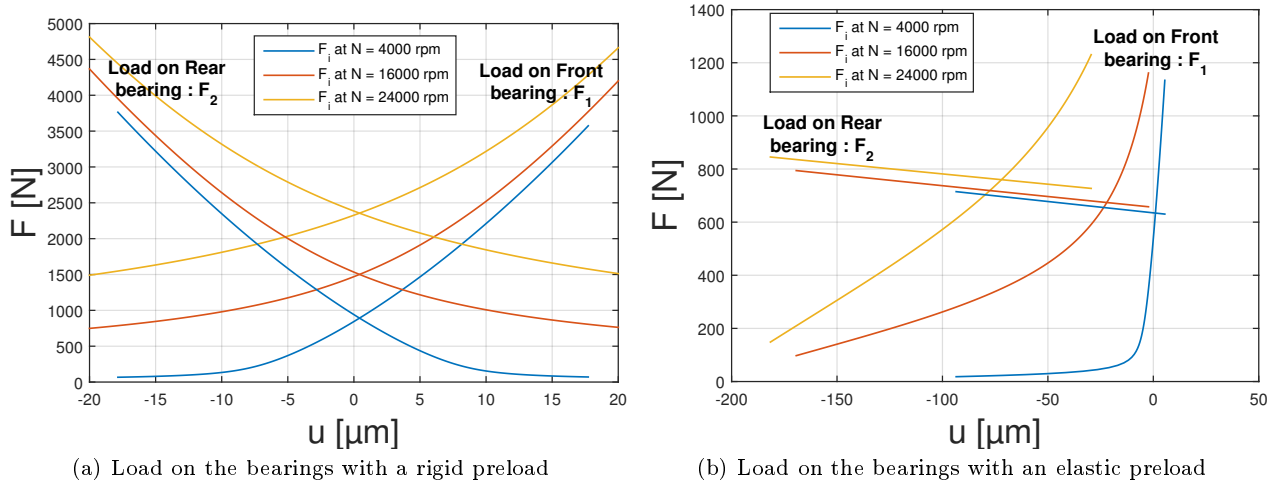 5000
4500
4000
3500
3000
2500
2000
1500
1000
500
0
F [N]
Load on Rear
bearing : F2
F_i at N = 4000 rpm
F_i at N = 16000 rpm
F_i at N = 24000 rpm
Load on Front
bearing : F1
-20 -15 -10 -5 0 5 10 15 20
u [µm]
(a) Load on the bearings with a rigid preload
1400
1200
1000
800
600
400
200
0
F [N]
F_i at N = 4000 rpm
F_i at N = 16000 rpm
F_i at N = 24000 rpm
Load on Front
bearing : F1
Load on Rear
bearing : F2
-200 -150 -100 -50 0 50
u [µm]
(b) Load on the bearings with an elastic preload